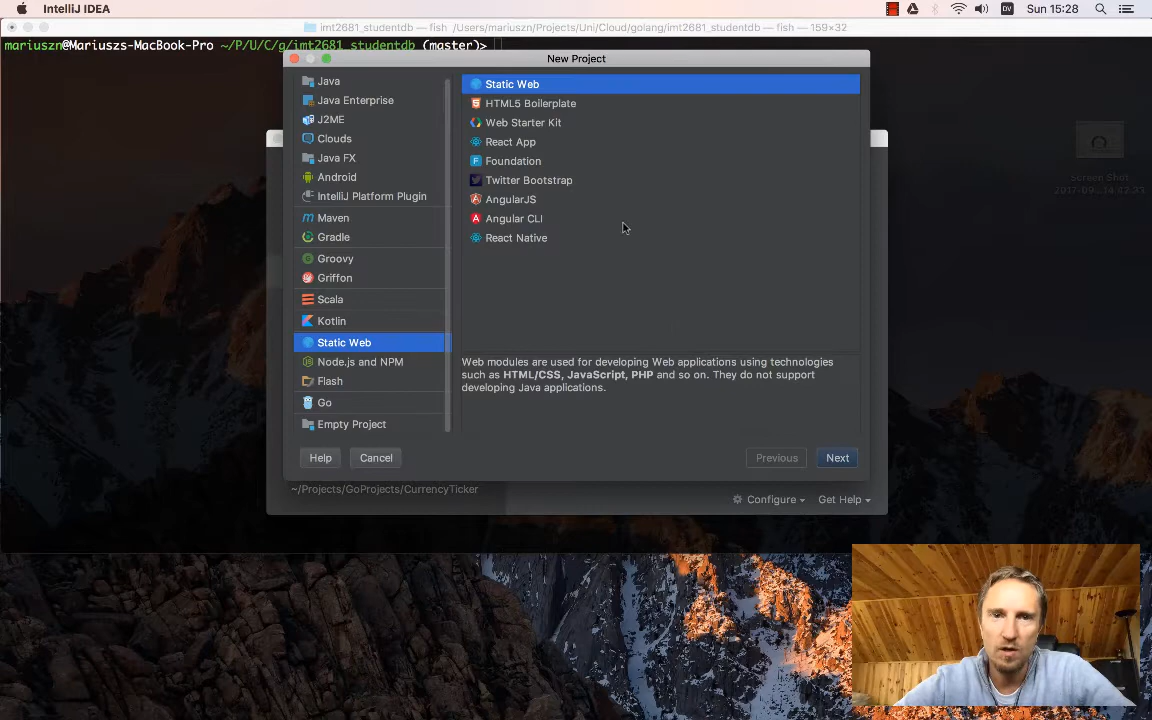 IntelliJ IDEA
DV
Sun 15:28
imt2681_studentdb — fish /Users/mariuszn/Projects/Uni/Cloud/golang/imt2681_studentdb — fish — 159×32
mariuszn@Mariuszs-MacBook-Pro ~/P/U/C/g/imt2681_studentdb (master)>
New Project
Java
Java Enterprise
J2ME
Clouds
Java FX
Android
IntelliJ Platform Plugin
Maven
Gradle
Groovy
Griffon
Scala
Kotlin
Static Web
Node.js and NPM
Flash
Go
Empty Project
Static Web
HTML5 Boilerplate
Web Starter Kit
React App
Foundation
Twitter Bootstrap
AngularJS
Angular CLI
React Native
Web modules are used for developing Web applications using technologies
such as HTML/CSS, JavaScript, PHP and so on. They do not support
developing Java applications.
Help
Cancel
Previous
Next
~/Projects/GoProjects/CurrencyTicker
Configure
Get Help
Screen Shot